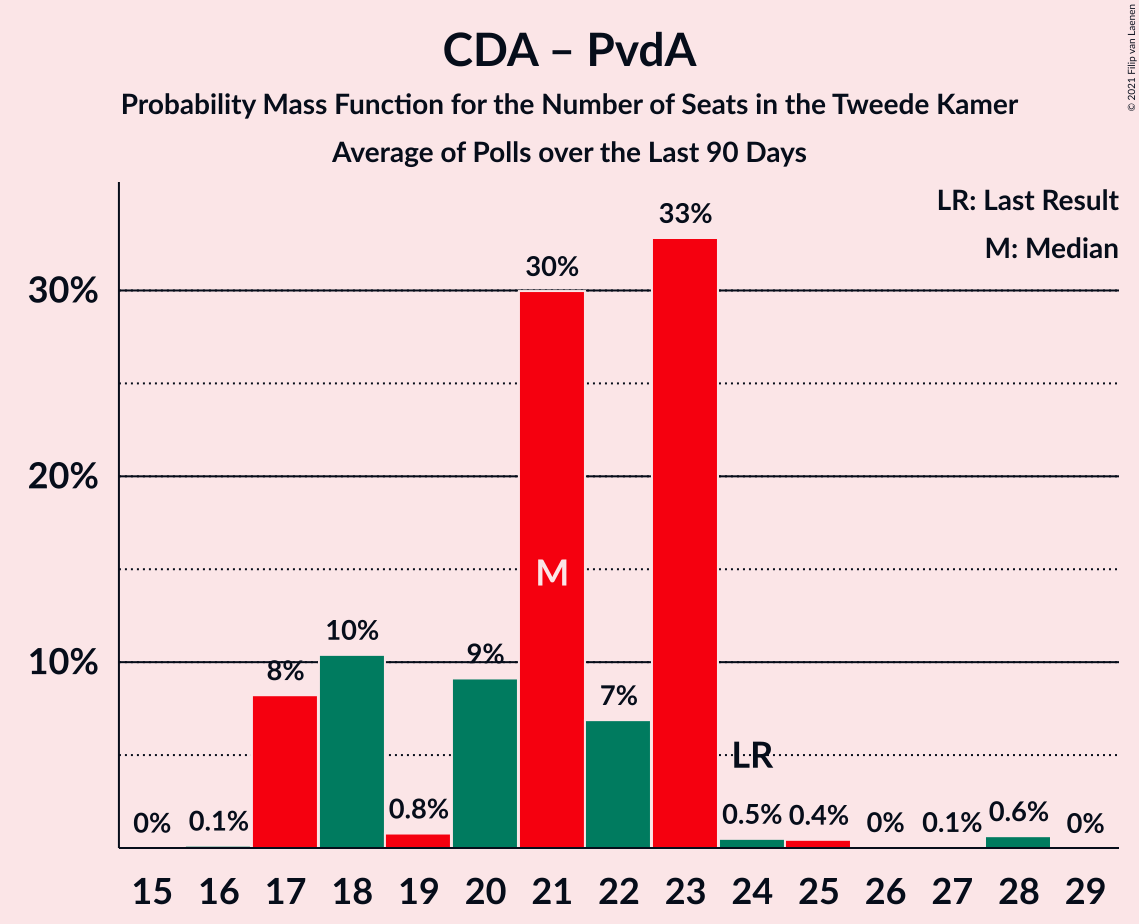 CDA – PvdA
Probability Mass Function for the Number of Seats in the Tweede Kamer
Average of Polls over the Last 90 Days
© 2021 Filip van Laenen
LR: Last Result
M: Median
33%
30%
30%
20%
M
10%
10%
9%
8%
7%
LR
0%
0.1%
0.8%
0.5%
0.4%
0%
0.1%
0.6%
0%
15 16 17 18 19 20 21 22 23 24 25 26 27 28 29